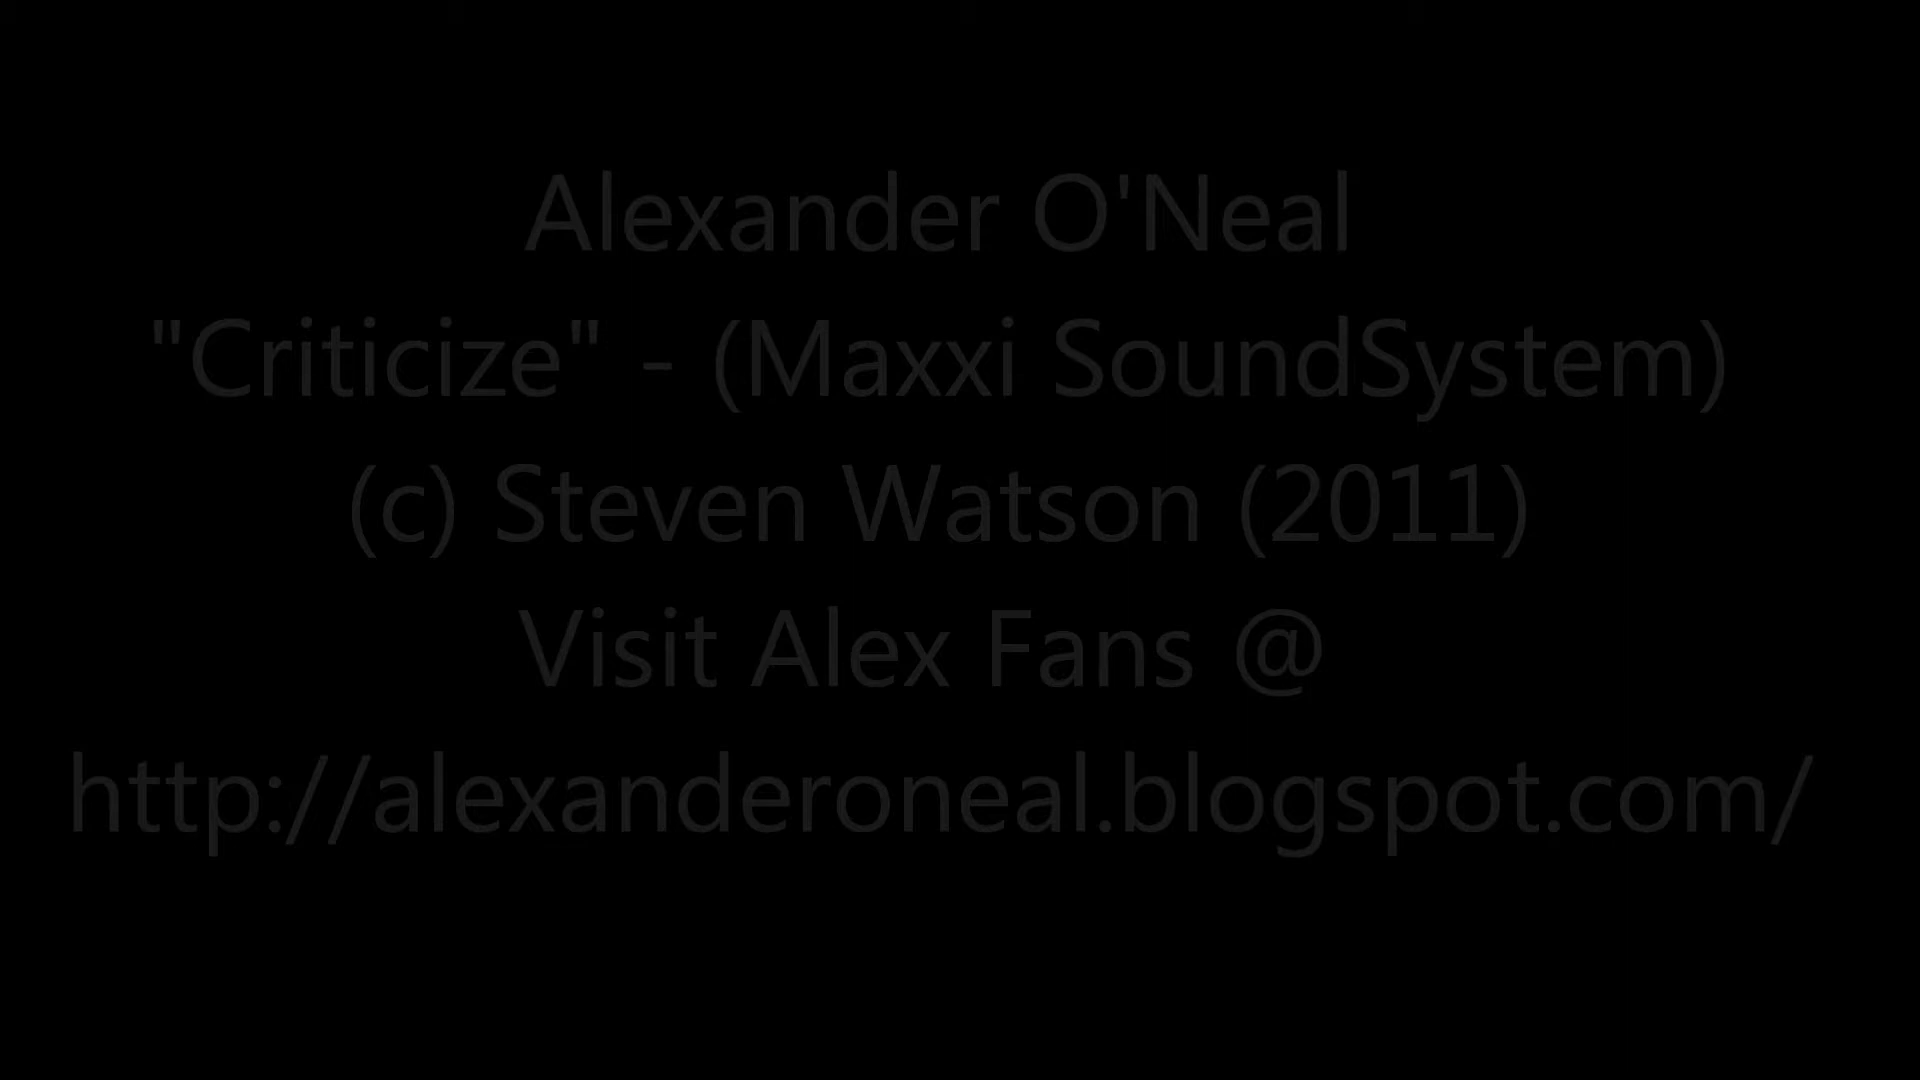 Alexander O'Neal
"Criticize" - (Maxxi SoundSystem)
(c) Steven Watson (2011)
Visit Alex Fans @
http://alexanderoneal.blogspot.com/